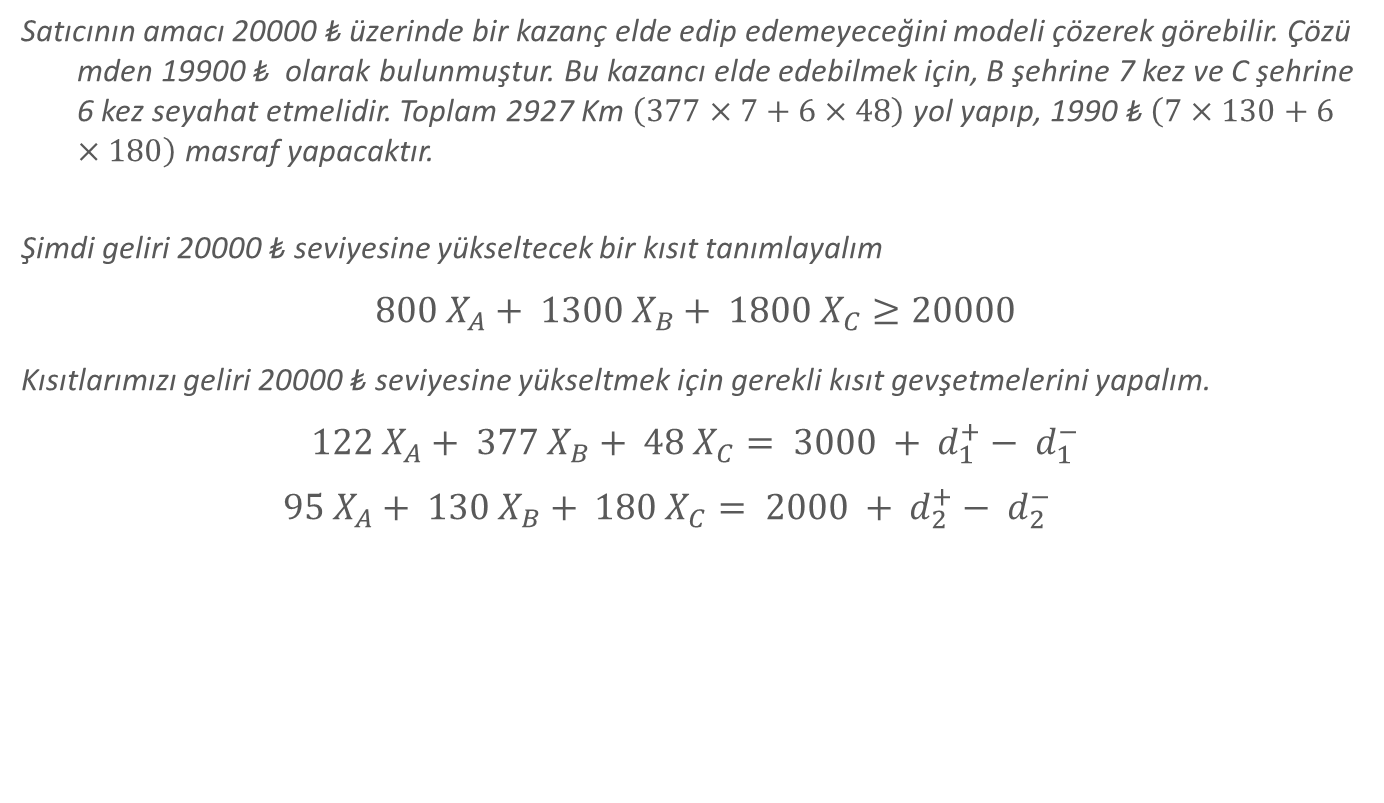 Satıcının amacı 20000 ₺ üzerinde bir kazanç elde edip edemeyeceğini modeli çözerek görebilir. Çözü
mden 19900 ₺ olarak bulunmuştur. Bu kazancı elde edebilmek için, B şehrine 7 kez ve C şehrine
6 kez seyahat etmelidir. Toplam 2927 Km (377 × 7 + 6 × 48) yol yapıp, 1990 ₺ (7 × 130 + 6
× 180) masraf yapacaktır.
Şimdi geliri 20000 ₺ seviyesine yükseltecek bir kısıt tanımlayalım
800 X_A + 1300 X_B + 1800 X_C ≥ 20000
Kısıtlarımızı geliri 20000 ₺ seviyesine yükseltmek için gerekli kısıt gevşetmelerini yapalım.
122 X_A + 377 X_B + 48 X_C = 3000 + d_1^+ − d_1^−
95 X_A + 130 X_B + 180 X_C = 2000 + d_2^+ − d_2^−